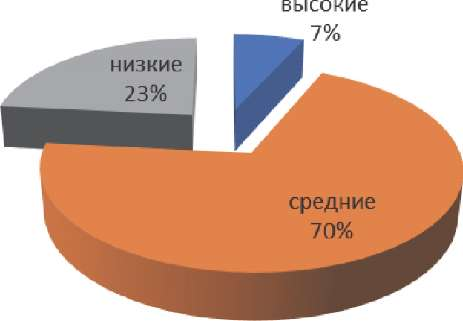 высокие
7%
низкие
23%
средние
70%